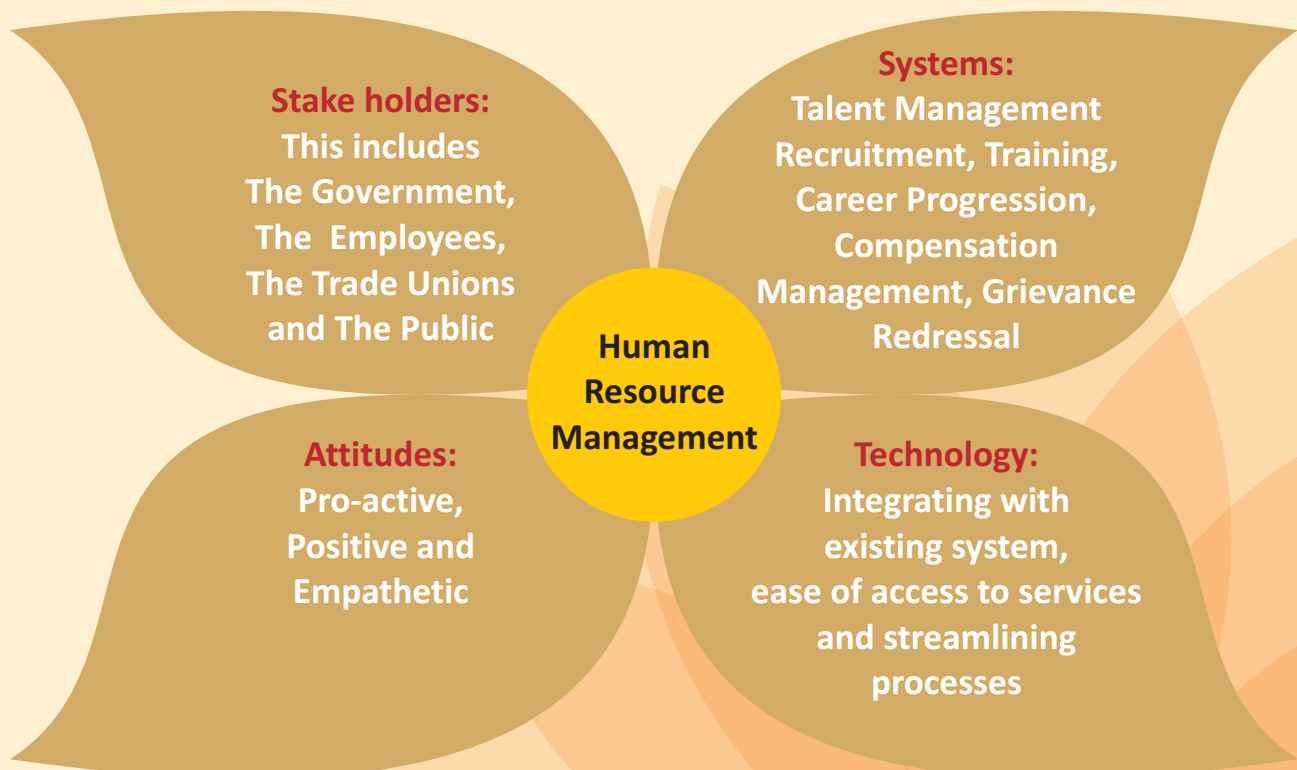 Stake holders:
This includes
The Government,
The Employees,
The Trade Unions
and The Public
Systems:
Talent Management
Recruitment, Training,
Career Progression,
Compensation
Management, Grievance
Redressal
Human
Resource
Management
Attitudes:
Pro-active,
Positive and
Empathetic
Technology:
Integrating with
existing system,
ease of access to services
and streamlining
processes